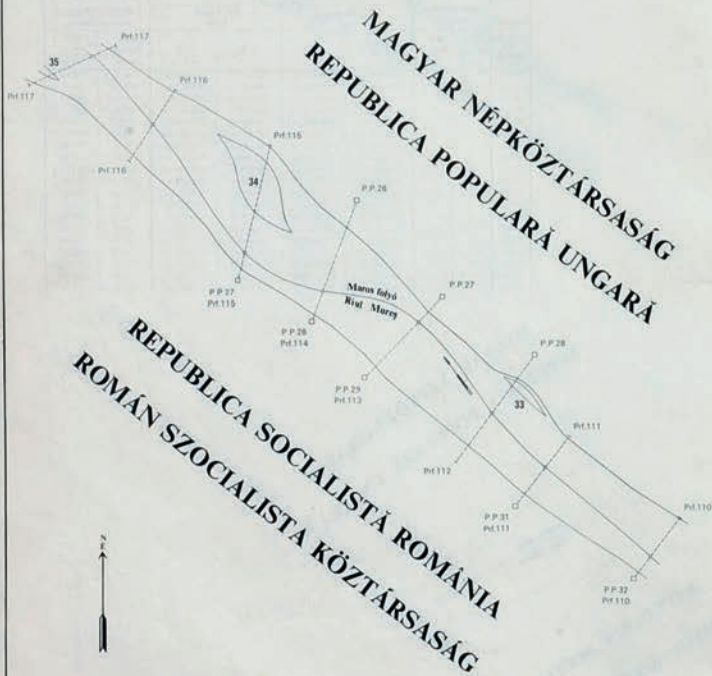 MAGYAR NÉPKÖZTÁRSASÁG
REPUBLICA POPULARĂ UNGARĂ
35
Prf.117
Prf.117
Prf.116
Prf.116
Prf.115
34
P.P.26
P.P.27
Prf.115
Maros folyó
Rîul Mureş
P.P.27
P.P.28
Prf.114
P.P.28
P.P.29
Prf.113
33
Prf.111
Prf.112
P.P.31
Prf.111
Prf.110
P.P.32
Prf.110
REPUBLICA SOCIALISTĂ ROMÂNIA
ROMÁN SZOCIALISTA KÖZTÁRSASÁG
N
É